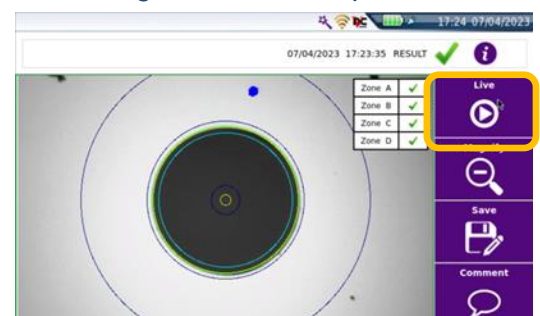 17:24 07/04/2023
07/04/2023 17:23:35 RESULT
Zone A
Zone B
Zone C
Zone D
Live
Save
Comment